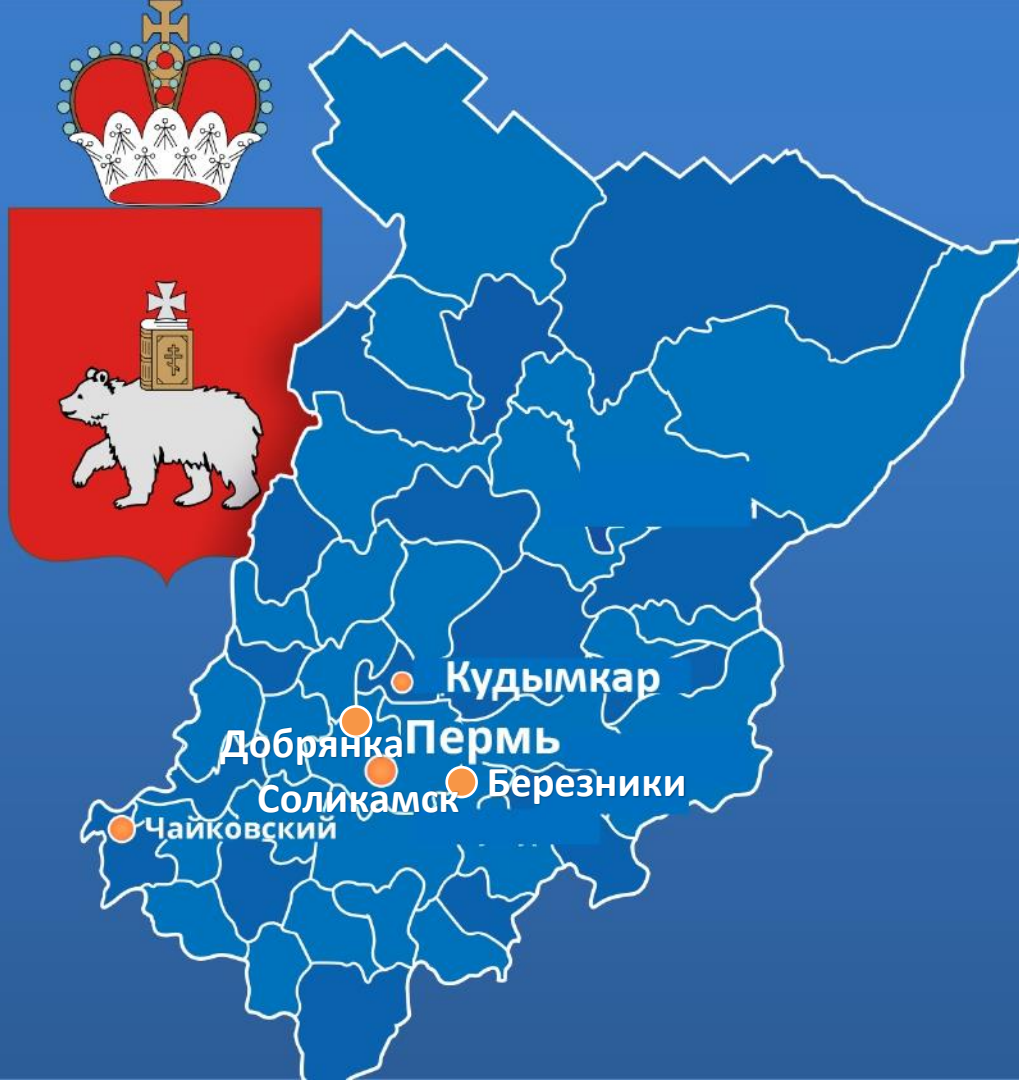 Кудымкар
Пермь
Добрянка
Березники
Соликамск
Чайковский